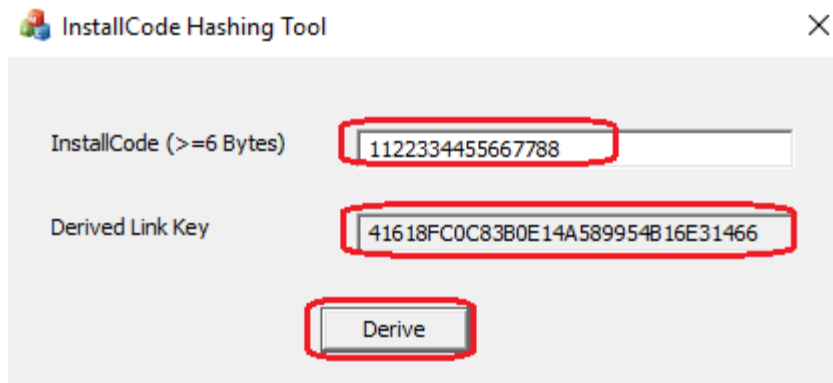 InstallCode Hashing Tool
InstallCode (>=6 Bytes) 1122334455667788
Derived Link Key 41618FC0C83B0E14A589954B16E31466
Derive